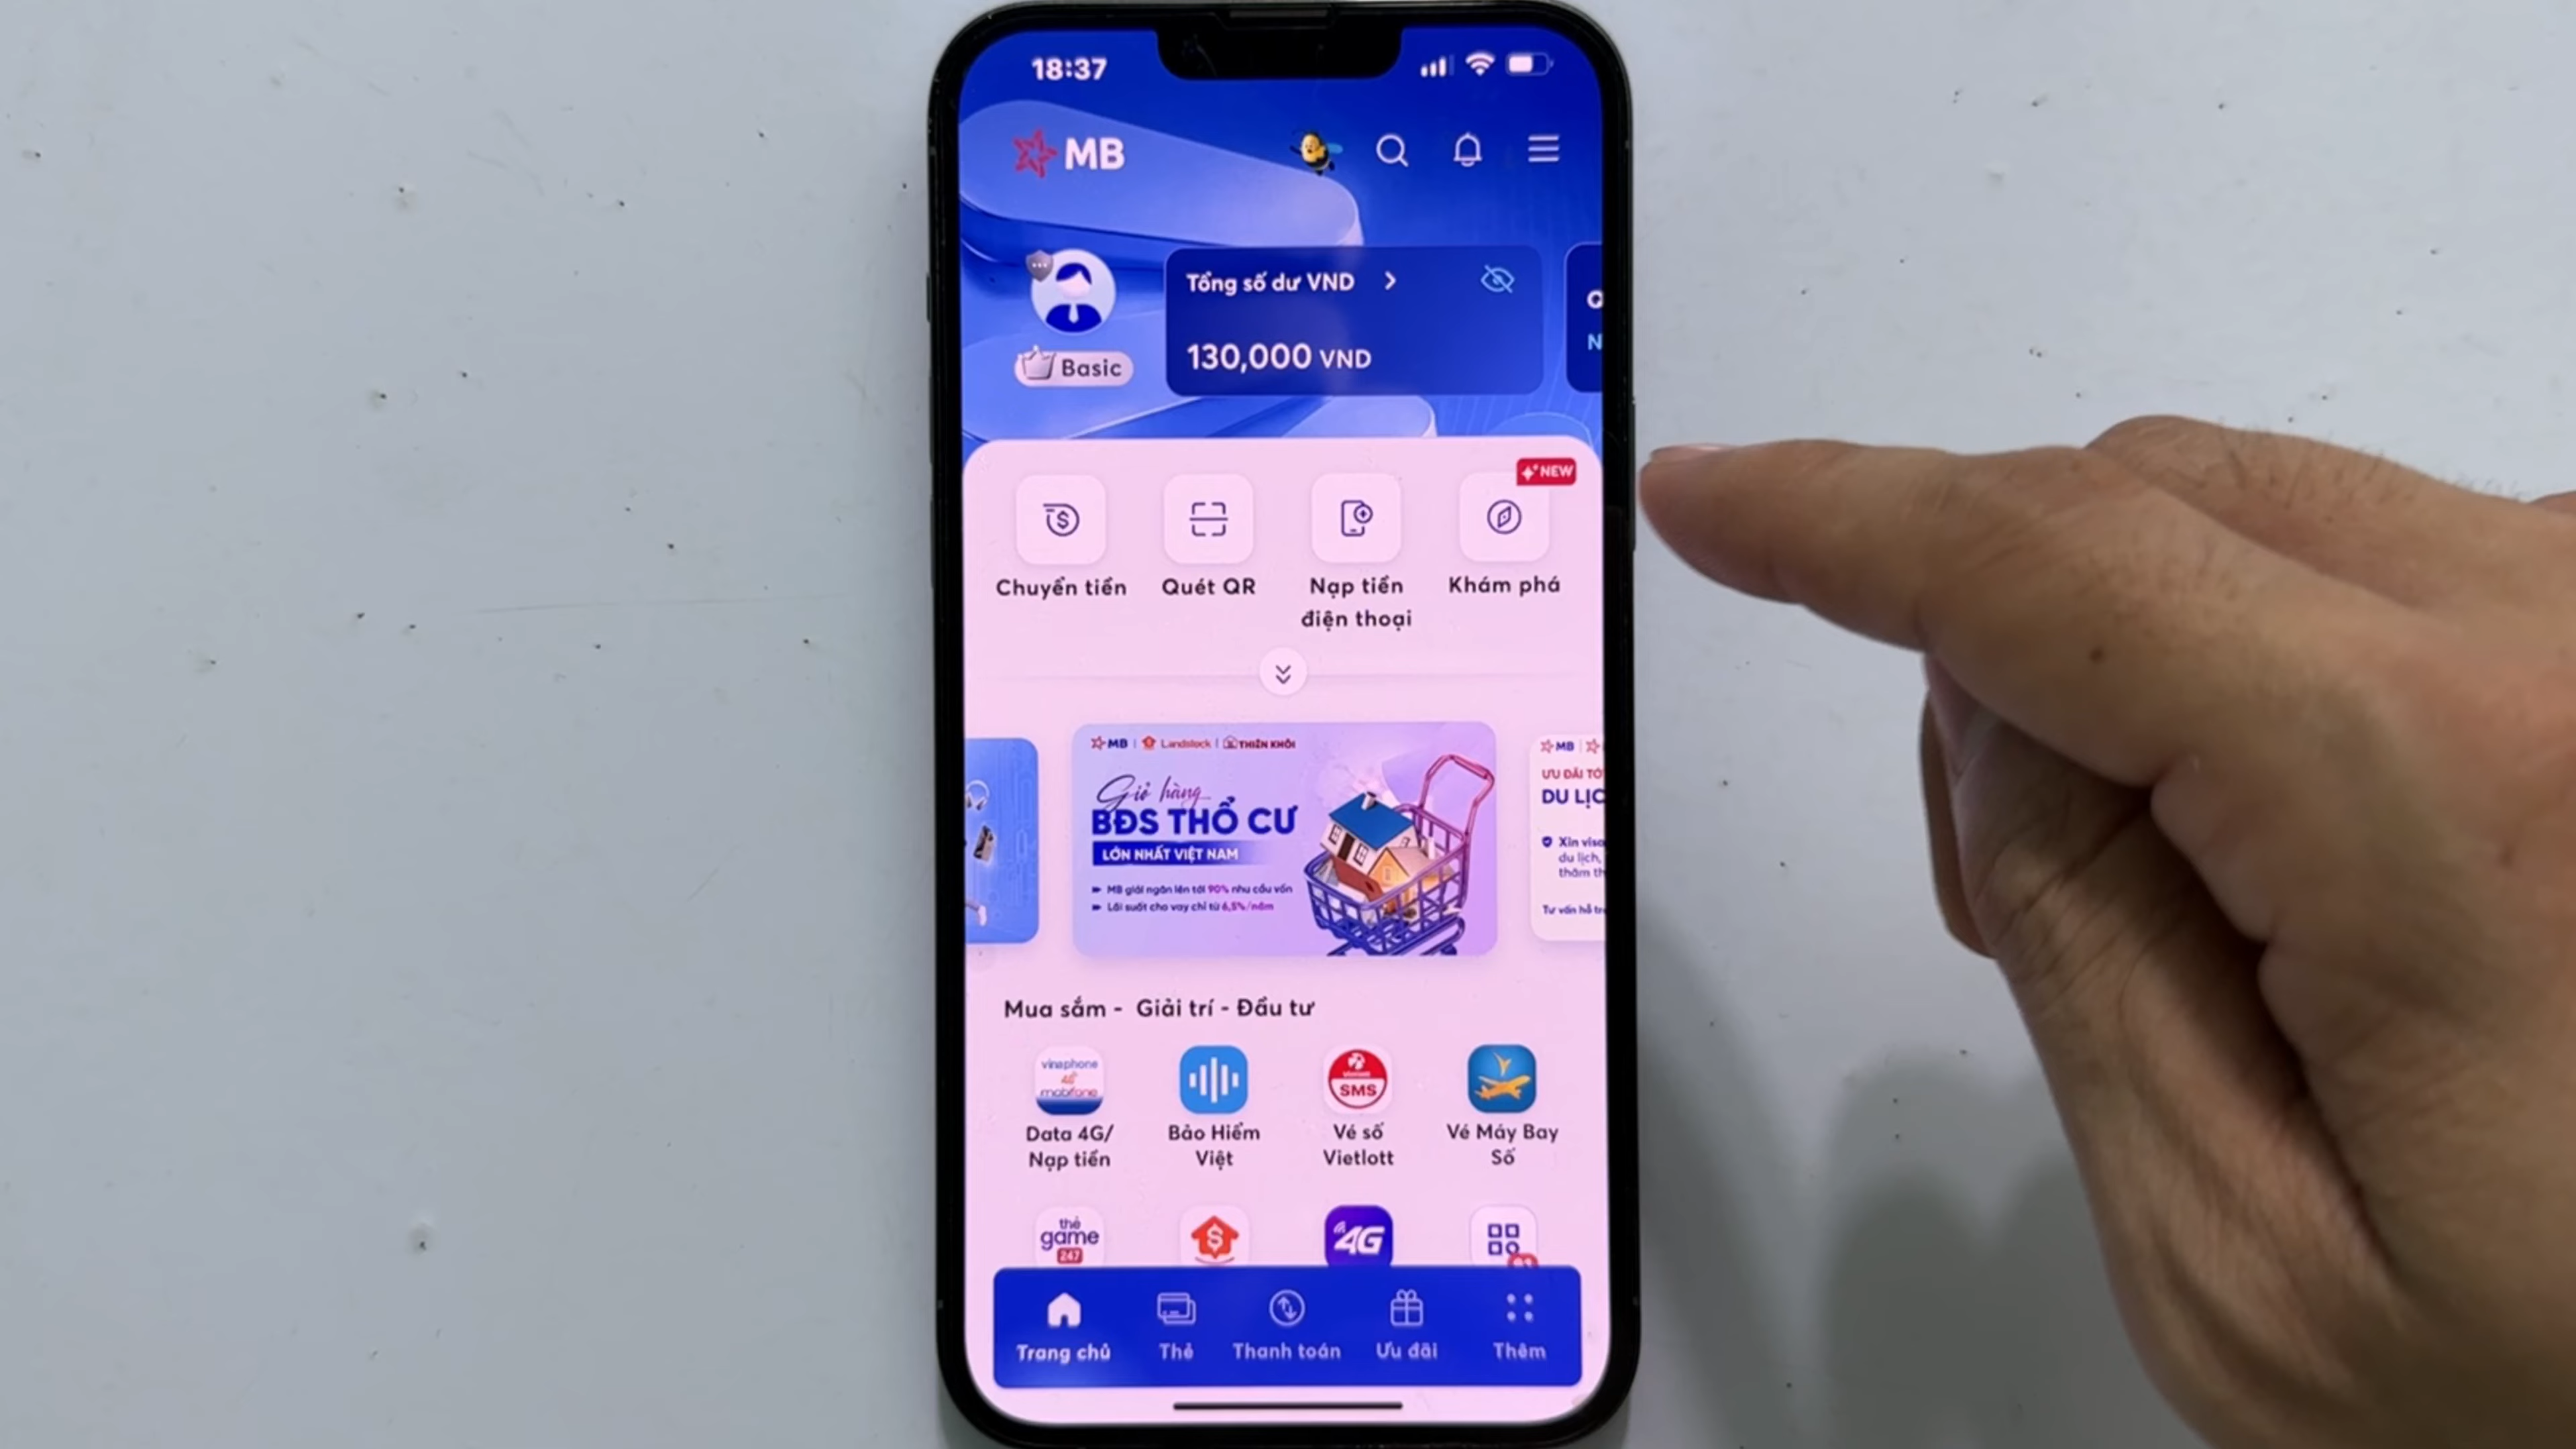 18:37
MB
Tổng số dư VND
130,000 VND
Basic
NEW
Chuyển tiền
Quét QR
Nạp tiền
điện thoại
Khám phá
MB | Landstock | THIÊN KHÔI
Giỏ hàng
BĐS THỔ CƯ
LỚN NHẤT VIỆT NAM
MB giải ngân lên tới 90% nhu cầu vốn
Lãi suất cho vay chỉ từ 6,5%/năm
MB
ƯU ĐÃI TỚ
DU LỊC
Xin visa
du lịch,
thăm th
Tư vấn hỗ tr
Mua sắm - Giải trí - Đầu tư
vinaphone
4G
mobifone
SMS
Data 4G/
Nạp tiền
Bảo Hiểm
Việt
Vé số
Vietlott
Vé Máy Bay
Số
thẻ
game
247
4G
Trang chủ
Thẻ
Thanh toán
Ưu đãi
Thêm